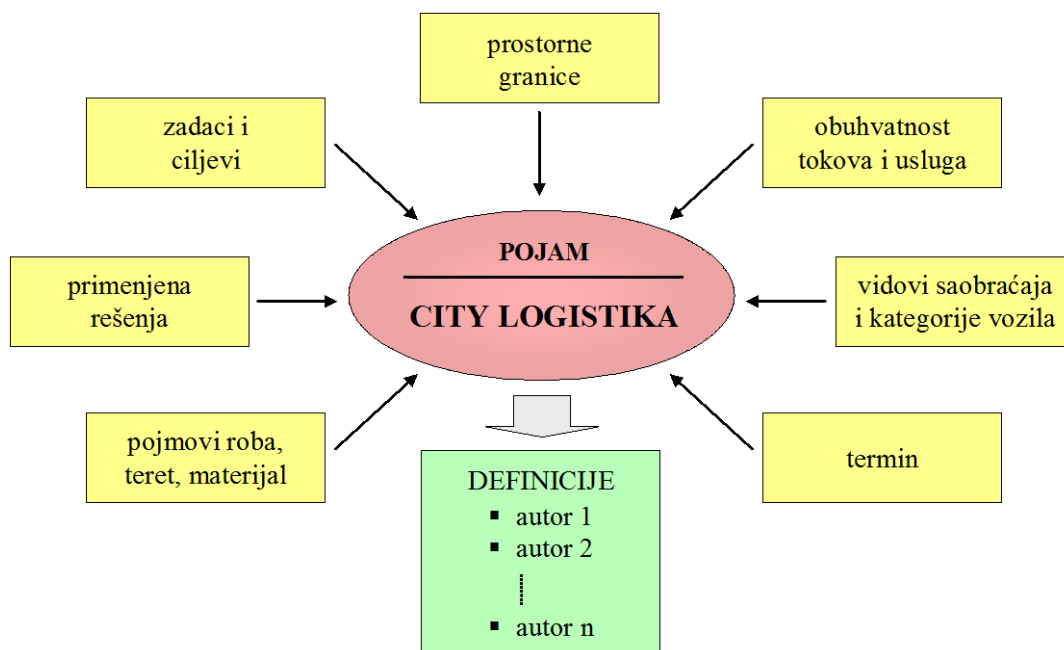 prostorne
granice
zadaci i
ciljevi
obuhvatnost
tokova i usluga
POJAM
CITY LOGISTIKA
primenjena
rešenja
vidovi saobraćaja
i kategorije vozila
pojmovi roba,
teret, materijal
termin
DEFINICIJE
▪ autor 1
▪ autor 2
▪ autor n